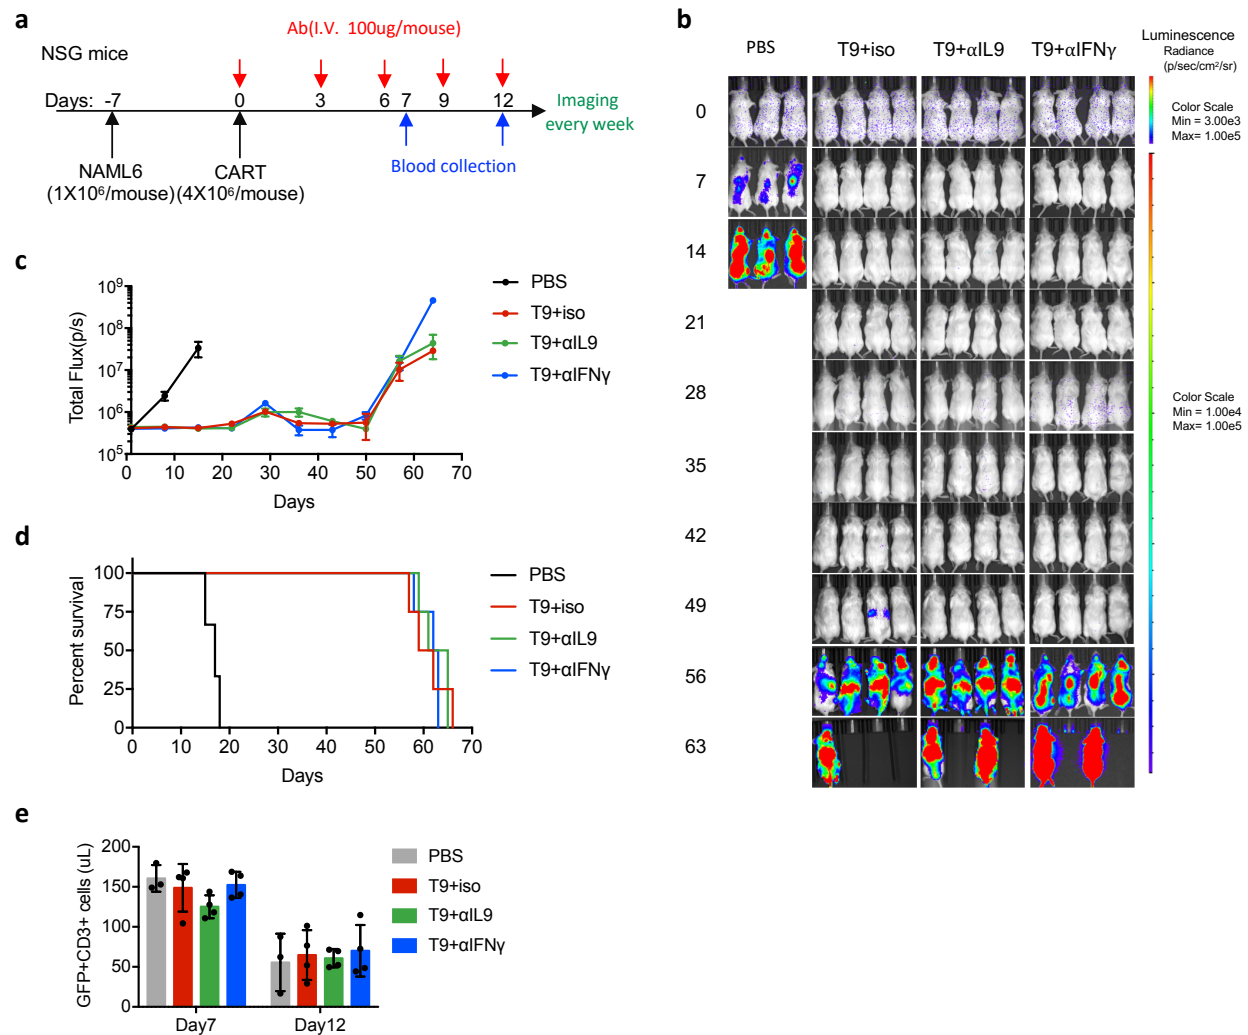 a
NSG mice
Ab(I.V. 100ug/mouse)
Days: -7 0 3 6 7 9 12
Imaging
every week
NAML6
(1X10⁶/mouse)
CART
(4X10⁶/mouse)
Blood collection
b
PBS T9+iso T9+αIL9 T9+αIFNγ
Luminescence
Radiance
(p/sec/cm²/sr)
Color Scale
Min = 3.00e3
Max= 1.00e5
0
7
14
21
28
35
42
49
56
63
Color Scale
Min = 1.00e4
Max= 1.00e5
c
Total Flux(p/s)
10⁹
10⁸
10⁷
10⁶
10⁵
0 10 20 30 40 50 60 70
Days
PBS
T9+iso
T9+αIL9
T9+αIFNγ
d
Percent survival
100
75
50
25
0
0 10 20 30 40 50 60 70
Days
PBS
T9+iso
T9+αIL9
T9+αIFNγ
e
GFP+CD3+ cells (uL)
200
150
100
50
0
Day7 Day12
PBS
T9+iso
T9+αIL9
T9+αIFNγ